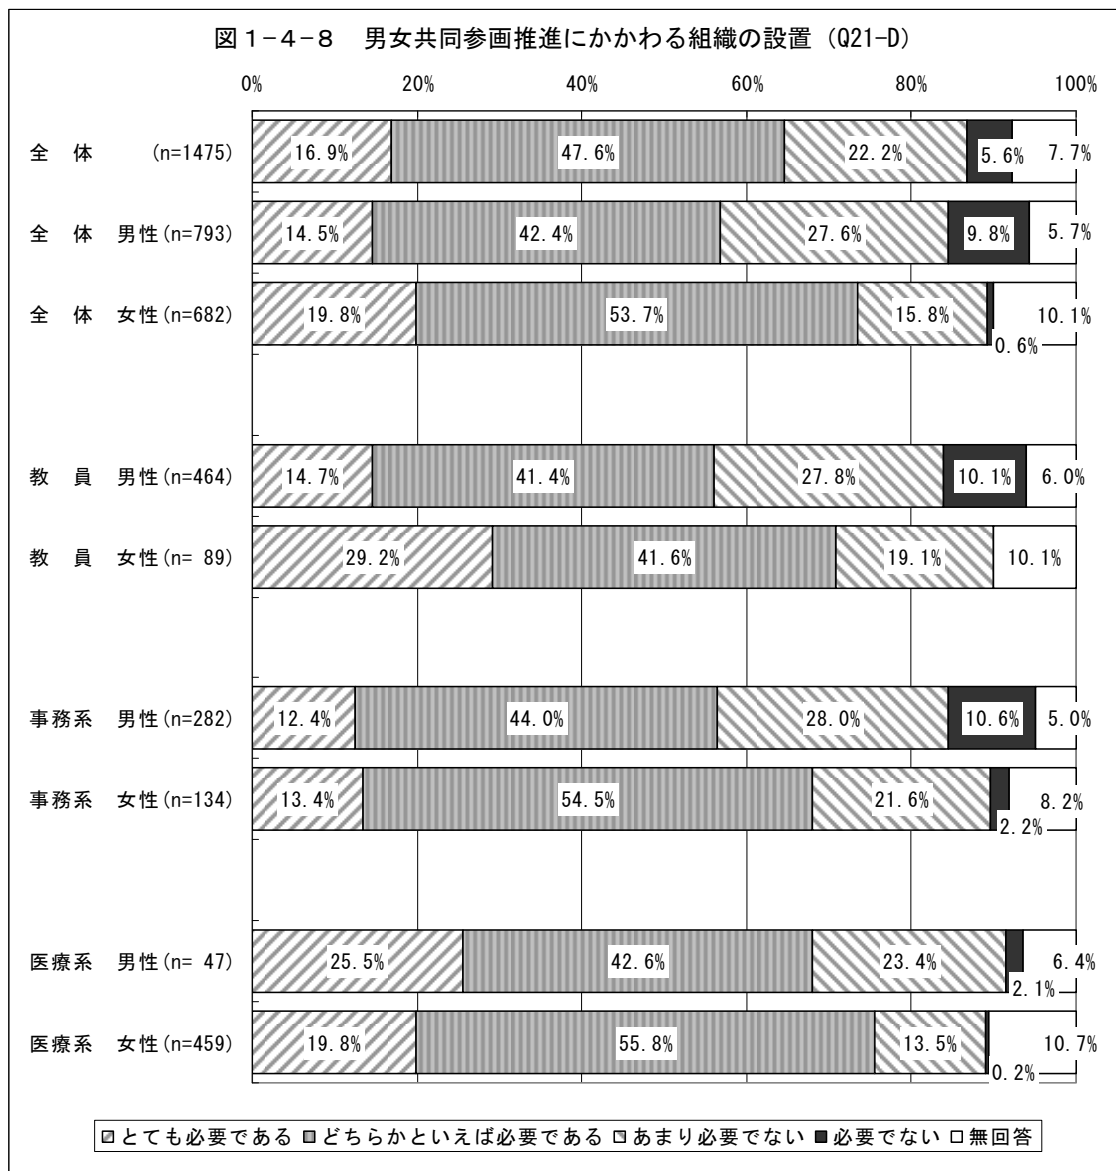 図1-4-8　男女共同参画推進にかかわる組織の設置（Q21-D）
0% 20% 40% 60% 80% 100%
全　体　　(n=1475) 16.9% 47.6% 22.2% 5.6% 7.7%
全　体　男性(n=793) 14.5% 42.4% 27.6% 9.8% 5.7%
全　体　女性(n=682) 19.8% 53.7% 15.8% 0.6% 10.1%
教　員　男性(n=464) 14.7% 41.4% 27.8% 10.1% 6.0%
教　員　女性(n= 89) 29.2% 41.6% 19.1% 10.1%
事務系　男性(n=282) 12.4% 44.0% 28.0% 10.6% 5.0%
事務系　女性(n=134) 13.4% 54.5% 21.6% 2.2% 8.2%
医療系　男性(n= 47) 25.5% 42.6% 23.4% 2.1% 6.4%
医療系　女性(n=459) 19.8% 55.8% 13.5% 0.2% 10.7%
とても必要である どちらかといえば必要である あまり必要でない 必要でない 無回答